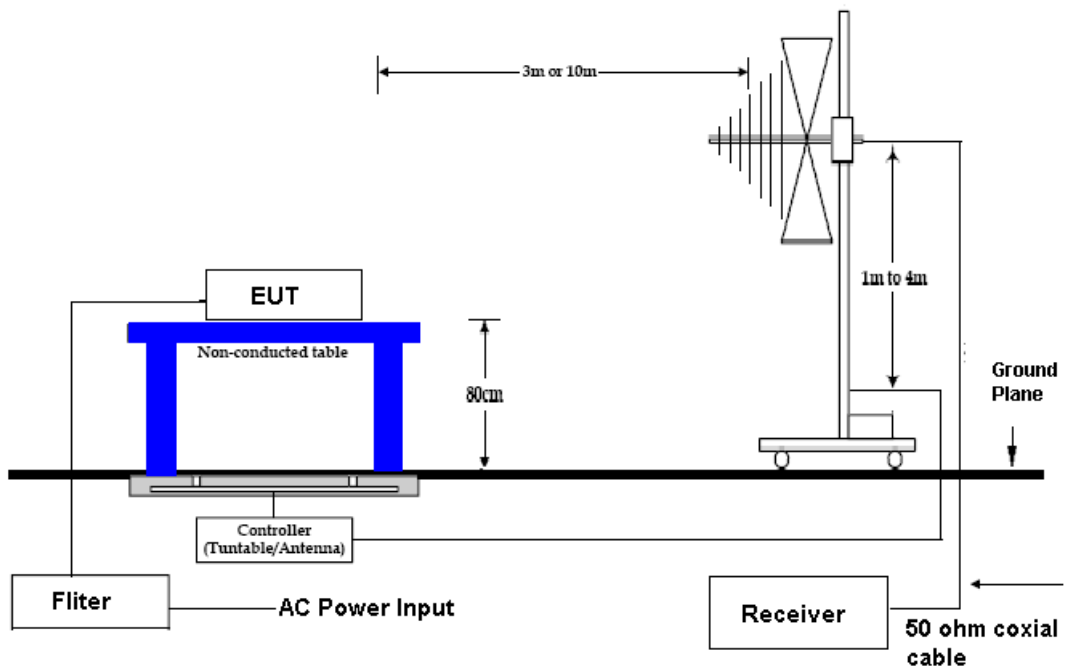 3m or 10m
EUT
1m to 4m
Non-conducted table
80cm
Ground
Plane
Controller
(Tuntable/Antenna)
Fliter
AC Power Input
Receiver
50 ohm coxial
cable